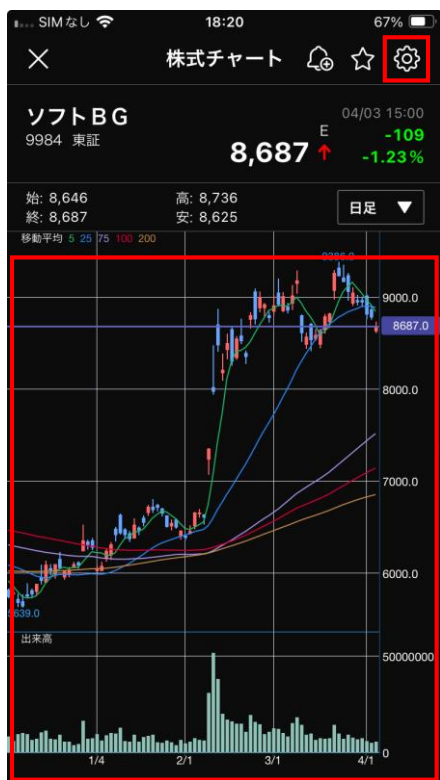 SIMなし 18:20 67%
株式チャート
ソフトBG
9984 東証
04/03 15:00
E
8,687 ↑ -109
-1.23%
始: 8,646 高: 8,736
終: 8,687 安: 8,625
日足 ▼
移動平均 5 25 75 100 200
9000.0
8687.0
8000.0
7000.0
6000.0
5639.0
出来高
50000000
0
1/4 2/1 3/1 4/1